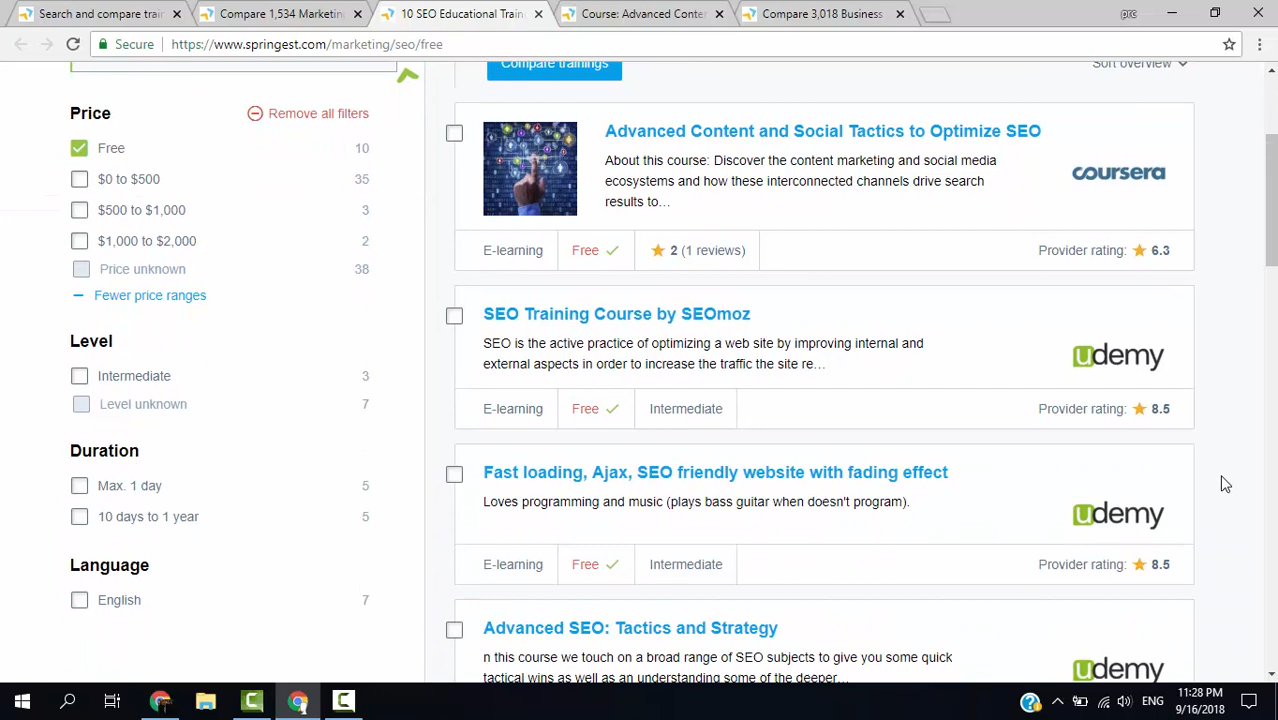 Search and compare train
Compare 1,534 Marketin
10 SEO Educational Train
Course: Advanced Conte
Compare 3,018 Business
prc
Secure
https://www.springest.com/marketing/seo/free
Compare trainings
Sort overview
Price
Remove all filters
Free 10
$0 to $500 35
$500 to $1,000 3
$1,000 to $2,000 2
Price unknown 38
Fewer price ranges
Level
Intermediate 3
Level unknown 7
Duration
Max. 1 day 5
10 days to 1 year 5
Language
English 7
Advanced Content and Social Tactics to Optimize SEO
About this course: Discover the content marketing and social media
ecosystems and how these interconnected channels drive search
results to…
coursera
E-learning Free 2 (1 reviews) Provider rating: 6.3
SEO Training Course by SEOmoz
SEO is the active practice of optimizing a web site by improving internal and
external aspects in order to increase the traffic the site re…
udemy
E-learning Free Intermediate Provider rating: 8.5
Fast loading, Ajax, SEO friendly website with fading effect
Loves programming and music (plays bass guitar when doesn't program).
udemy
E-learning Free Intermediate Provider rating: 8.5
Advanced SEO: Tactics and Strategy
n this course we touch on a broad range of SEO subjects to give you some quick
tactical wins as well as an understanding some of the deeper…
udemy
ENG
11:28 PM
9/16/2018